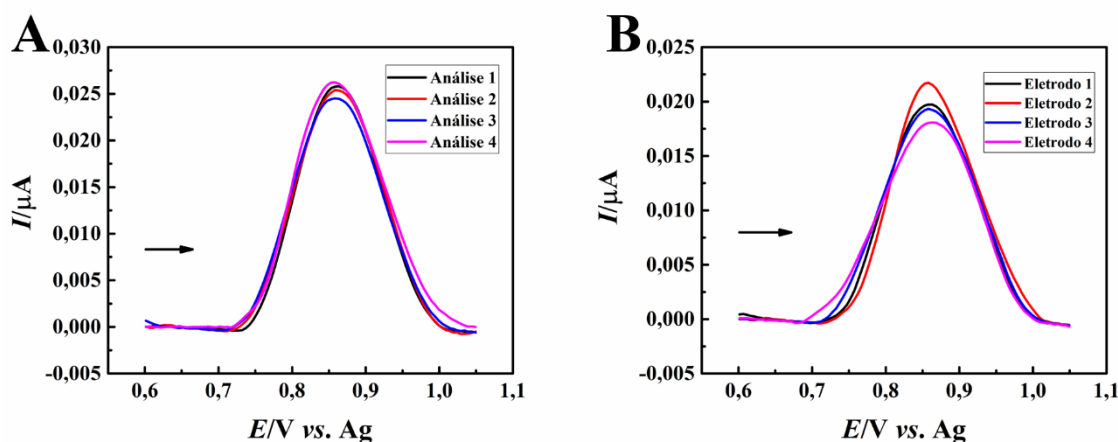 A
0,030
0,025
0,020
0,015
0,010
0,005
0,000
-0,005
I/µA
Análise 1
Análise 2
Análise 3
Análise 4
0,6 0,7 0,8 0,9 1,0 1,1
E/V vs. Ag
B
0,025
0,020
0,015
0,010
0,005
0,000
-0,005
I/µA
Eletrodo 1
Eletrodo 2
Eletrodo 3
Eletrodo 4
0,6 0,7 0,8 0,9 1,0 1,1
E/V vs. Ag